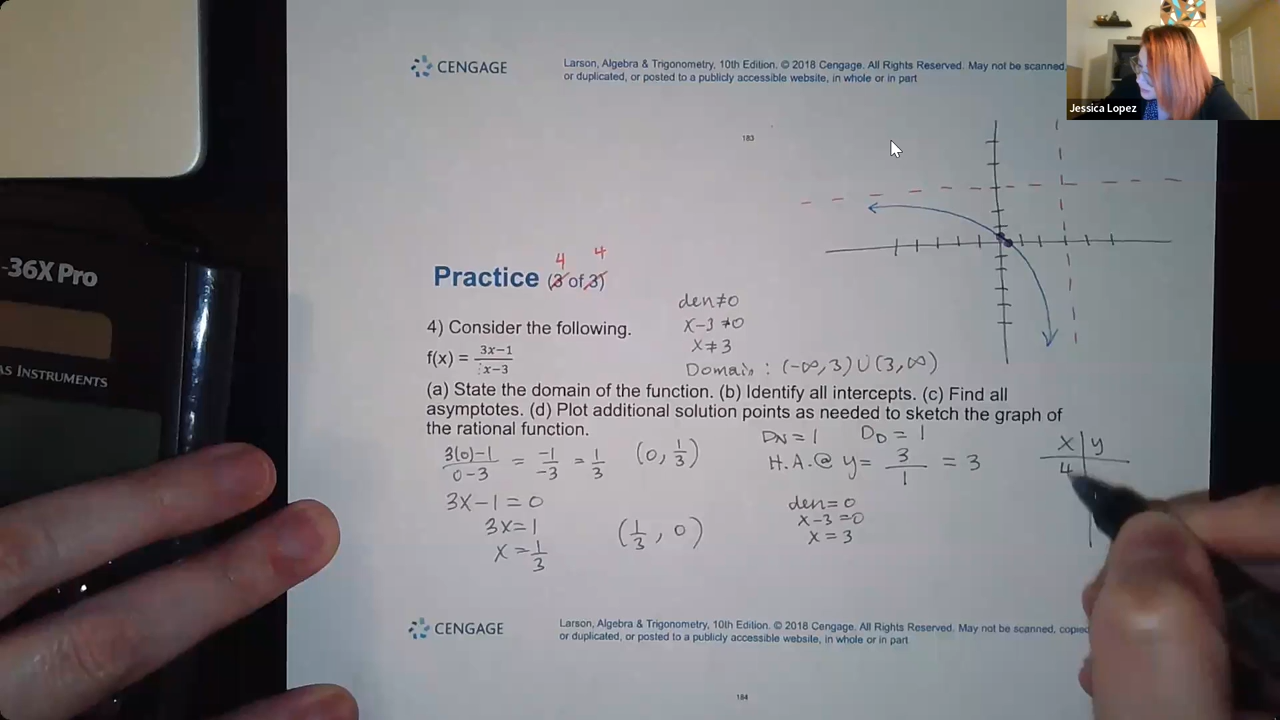 CENGAGE
Larson, Algebra & Trigonometry, 10th Edition. © 2018 Cengage. All Rights Reserved. May not be scanned,
or duplicated, or posted to a publicly accessible website, in whole or in part
Jessica Lopez
183
-36X Pro
AS INSTRUMENTS
4 4
Practice (3 of 3)
4) Consider the following.
f(x) = 3x−1
x−3
den≠0
x−3≠0
x≠3
Domain: (-∞,3)∪(3,∞)
(a) State the domain of the function. (b) Identify all intercepts. (c) Find all
asymptotes. (d) Plot additional solution points as needed to sketch the graph of
the rational function.
3(0)−1 / 0−3 = −1/−3 = 1/3 (0, 1/3)
3x−1=0
3x=1
x=1/3
(1/3, 0)
DN=1 DD=1
H.A.@ y= 3/1 = 3
den=0
x−3=0
x=3
x | y
4
CENGAGE
Larson, Algebra & Trigonometry, 10th Edition. © 2018 Cengage. All Rights Reserved. May not be scanned, copied
or duplicated, or posted to a publicly accessible website, in whole or in part
184